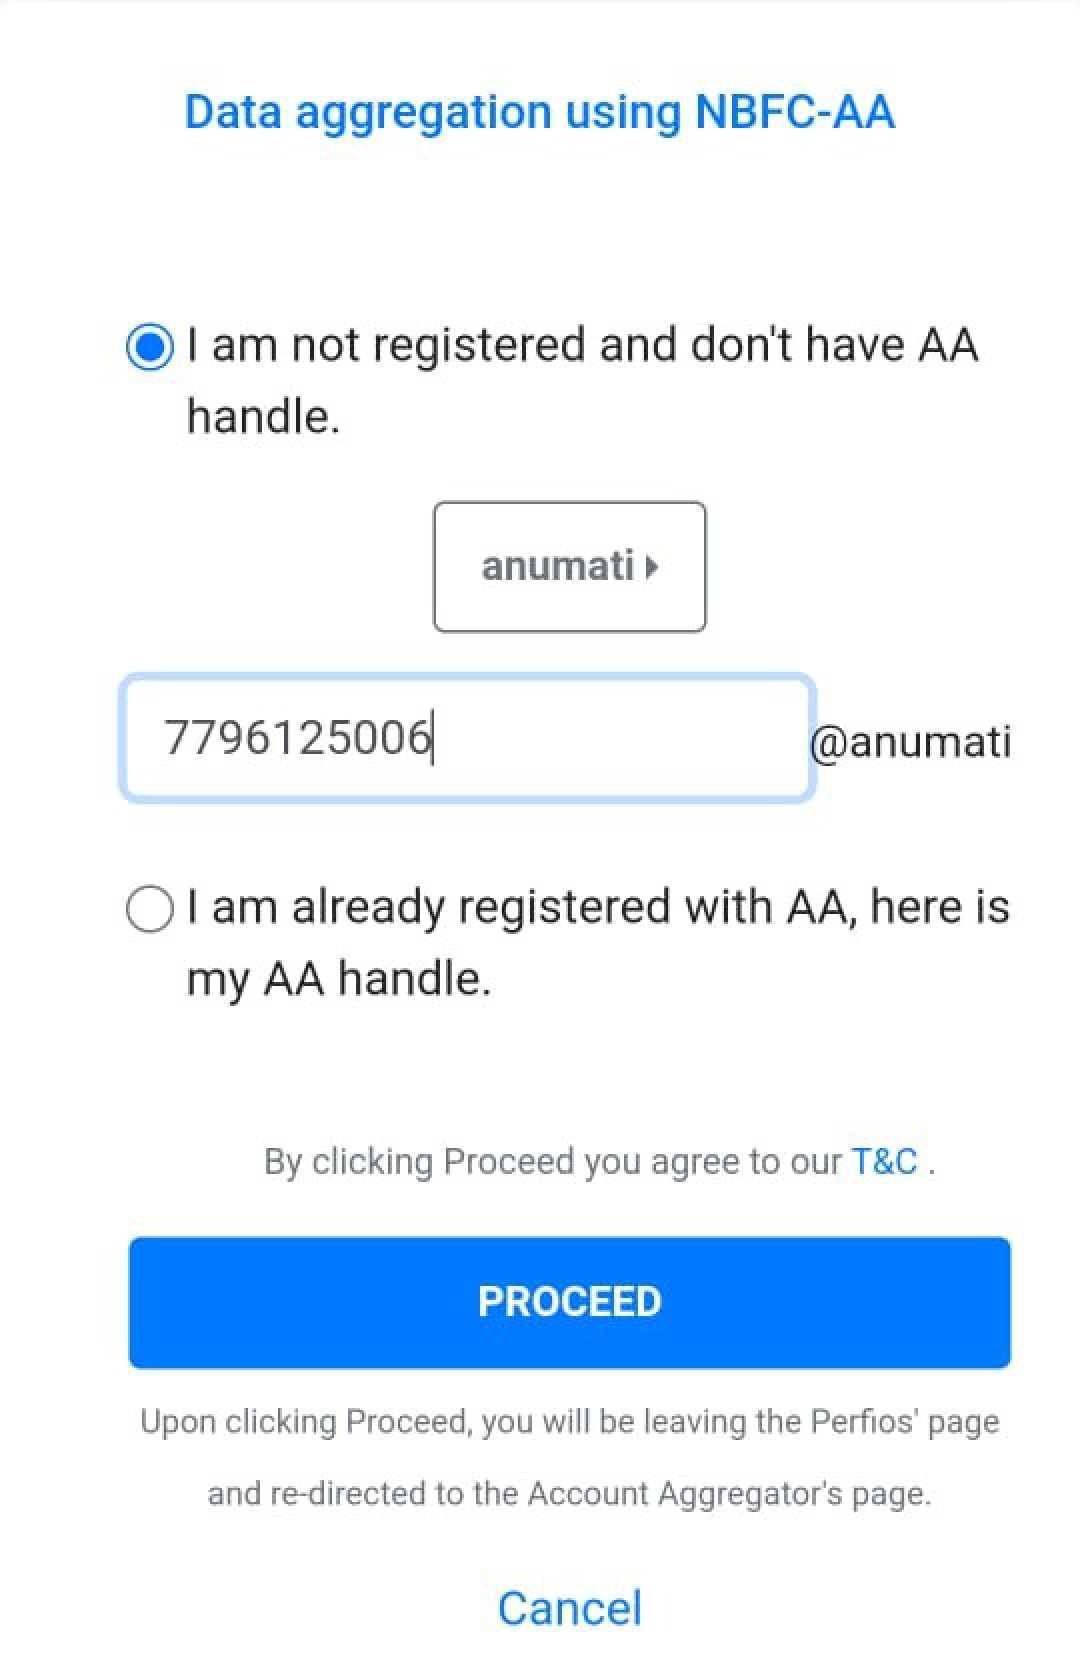 Data aggregation using NBFC-AA
I am not registered and don't have AA
handle.
anumati
7796125006
@anumati
I am already registered with AA, here is
my AA handle.
By clicking Proceed you agree to our T&C .
PROCEED
Upon clicking Proceed, you will be leaving the Perfios' page
and re-directed to the Account Aggregator's page.
Cancel